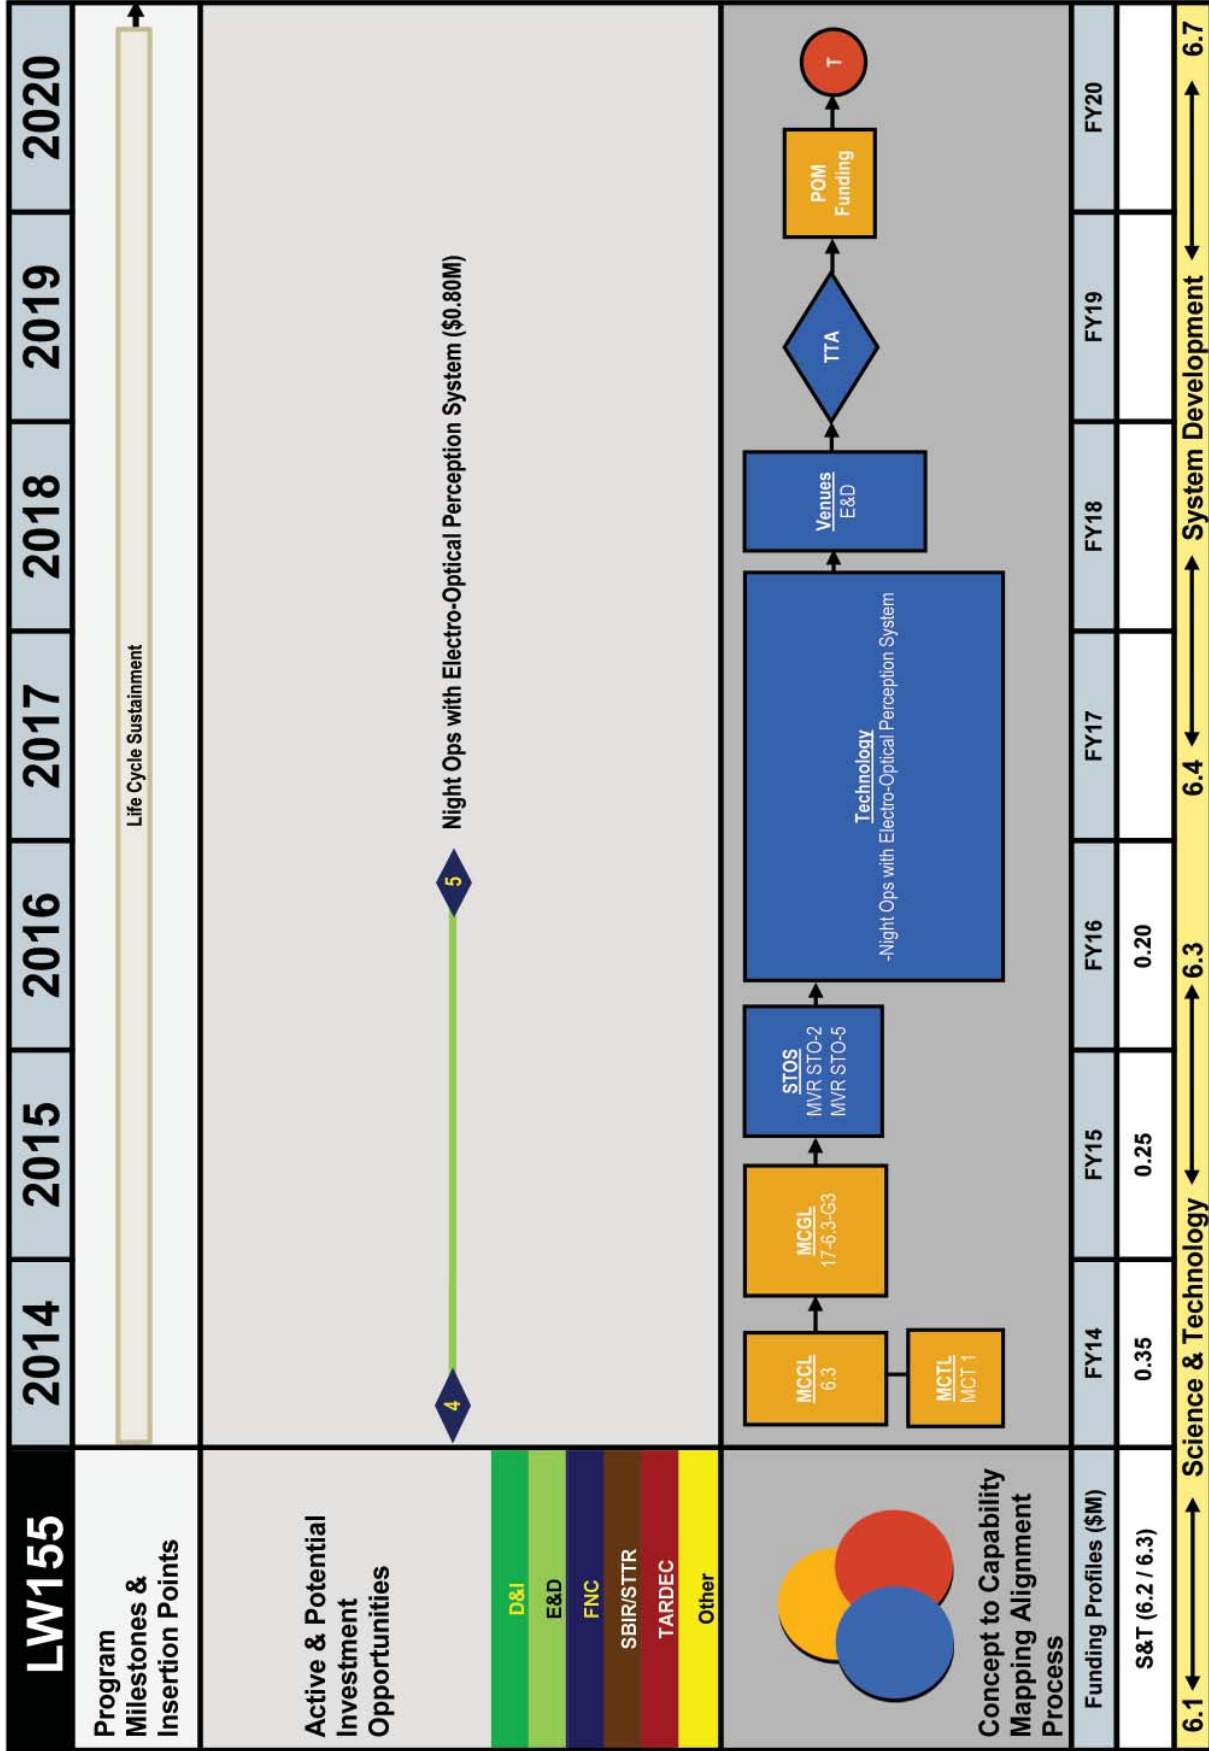 LW155
2014
2015
2016
2017
2018
2019
2020
Program
Milestones &
Insertion Points
Life Cycle Sustainment
Active & Potential
Investment
Opportunities
4
5
Night Ops with Electro-Optical Perception System ($0.80M)
D&I
E&D
FNC
SBIR/STTR
TARDEC
Other
Concept to Capability
Mapping Alignment
Process
MCCL
6.3
MCTL
MCT 1
MCGL
17-6.3-G3
STOS
MVR STO-2
MVR STO-5
Technology
-Night Ops with Electro-Optical Perception System
Venues
E&D
TTA
POM
Funding
T
Funding Profiles ($M)
FY14
FY15
FY16
FY17
FY18
FY19
FY20
S&T (6.2 / 6.3)
0.35
0.25
0.20
6.1
Science & Technology
6.3
6.4
System Development
6.7